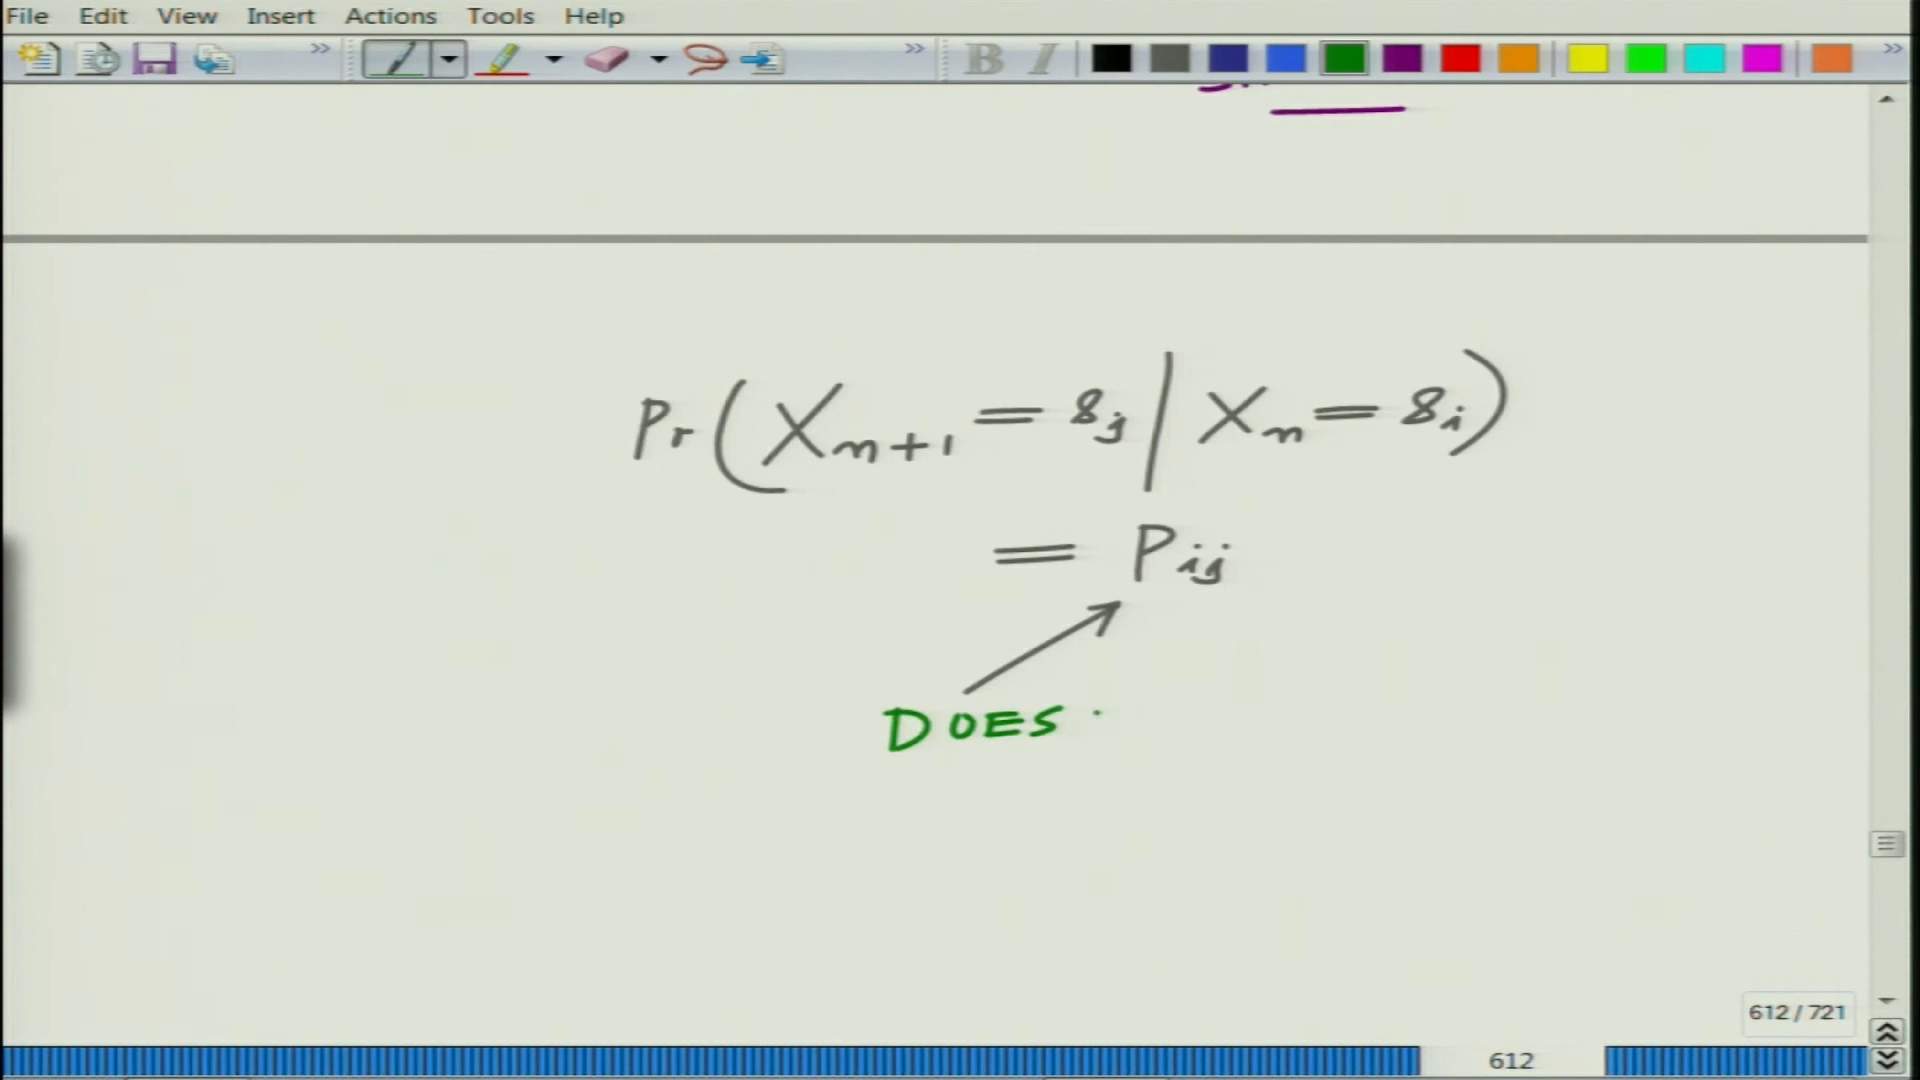 File Edit View Insert Actions Tools Help
B I
Pr(Xₙ₊₁ = sⱼ | Xₙ = sᵢ)
= Pᵢⱼ
DOES
612 / 721
612